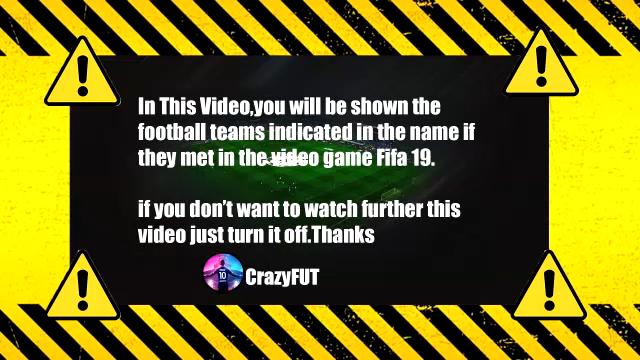 In This Video,you will be shown the
football teams indicated in the name if
they met in the video game Fifa 19.
if you don't want to watch further this
video just turn it off.Thanks
10
CrazyFUT